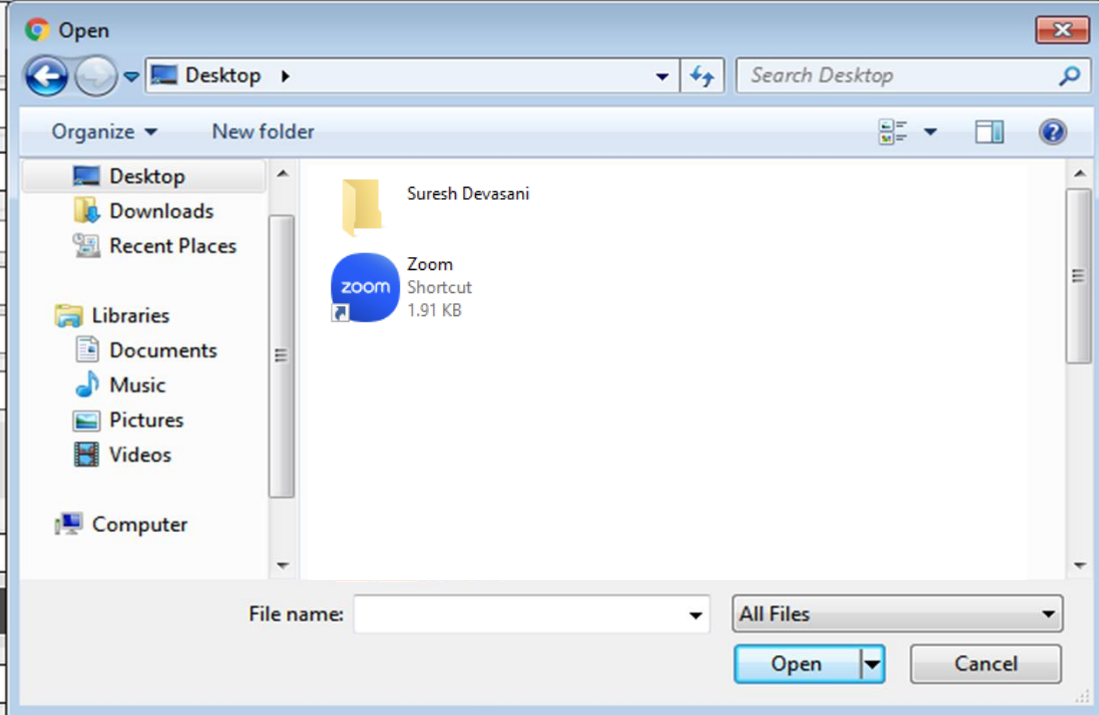 Open
Desktop
Search Desktop
Organize
New folder
Desktop
Downloads
Recent Places
Libraries
Documents
Music
Pictures
Videos
Computer
Suresh Devasani
zoom
Zoom
Shortcut
1.91 KB
File name:
All Files
Open
Cancel